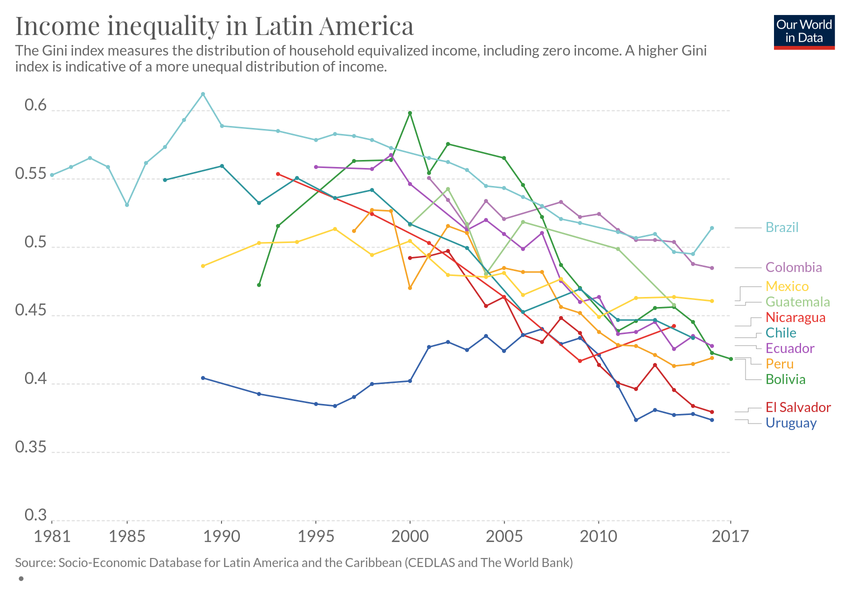 Income inequality in Latin America
Our World
in Data
The Gini index measures the distribution of household equivalized income, including zero income. A higher Gini
index is indicative of a more unequal distribution of income.
0.6
0.55
0.5
0.45
0.4
0.35
0.3
Brazil
Colombia
Mexico
Guatemala
Nicaragua
Chile
Ecuador
Peru
Bolivia
El Salvador
Uruguay
1981 1985 1990 1995 2000 2005 2010 2017
Source: Socio-Economic Database for Latin America and the Caribbean (CEDLAS and The World Bank)
•